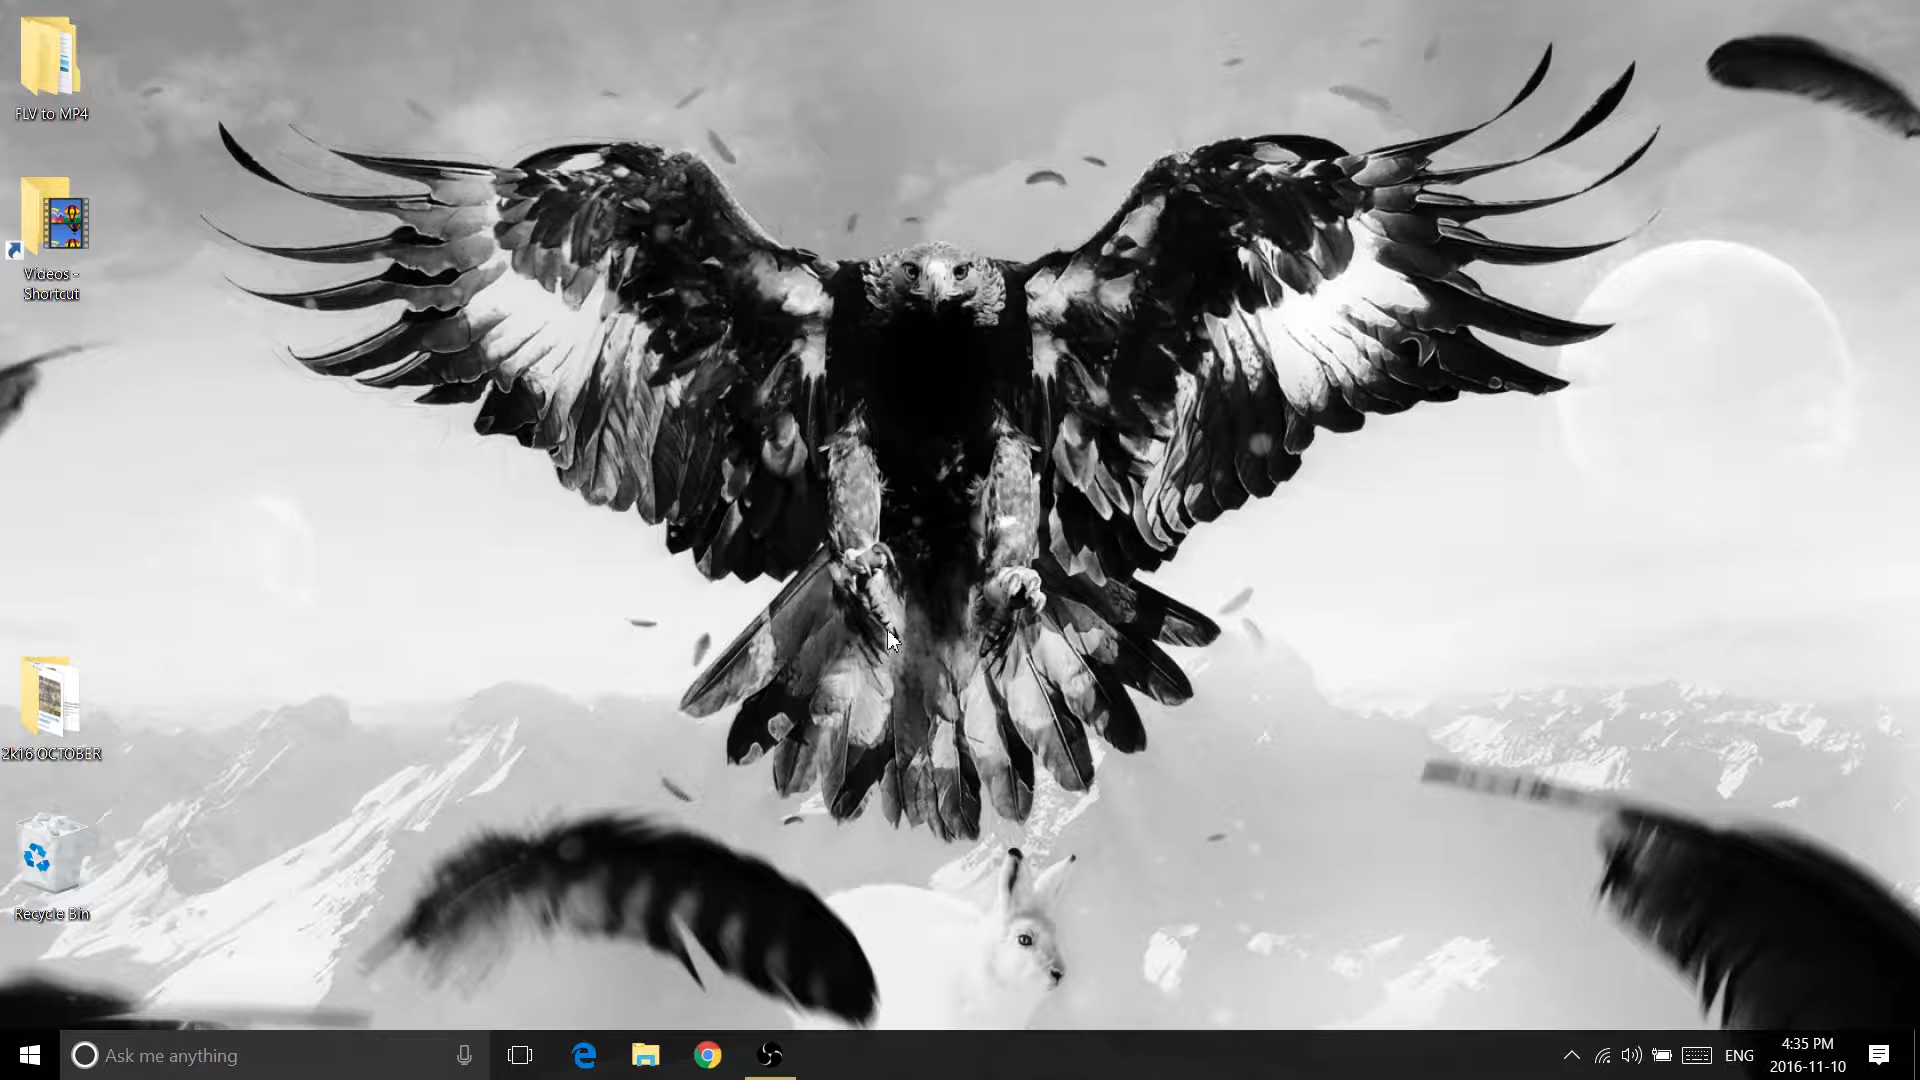 FLV to MP4
Videos -
Shortcut
2k16 OCTOBER
Recycle Bin
Ask me anything
ENG
4:35 PM
2016-11-10